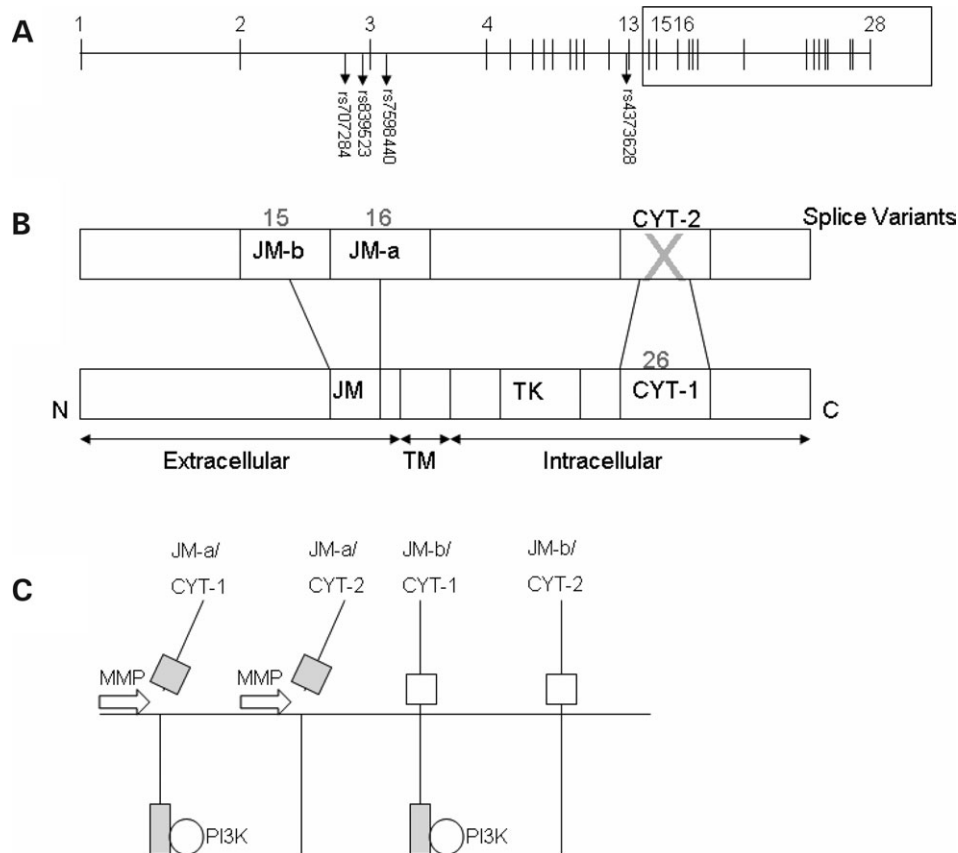 A
1 2 3 4 13 1516 28
rs707284
rs839523
rs7598440
rs4373628
B
15 16 CYT-2 Splice Variants
JM-b JM-a
26
N JM TK CYT-1 C
Extracellular TM Intracellular
C
JM-a/ JM-a/ JM-b/ JM-b/
CYT-1 CYT-2 CYT-1 CYT-2
MMP MMP
PI3K PI3K